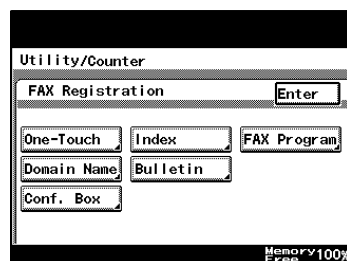 Utility/Counter
FAX Registration Enter
One-Touch Index FAX Program
Domain Name Bulletin
Conf. Box
Memory 100%
Free